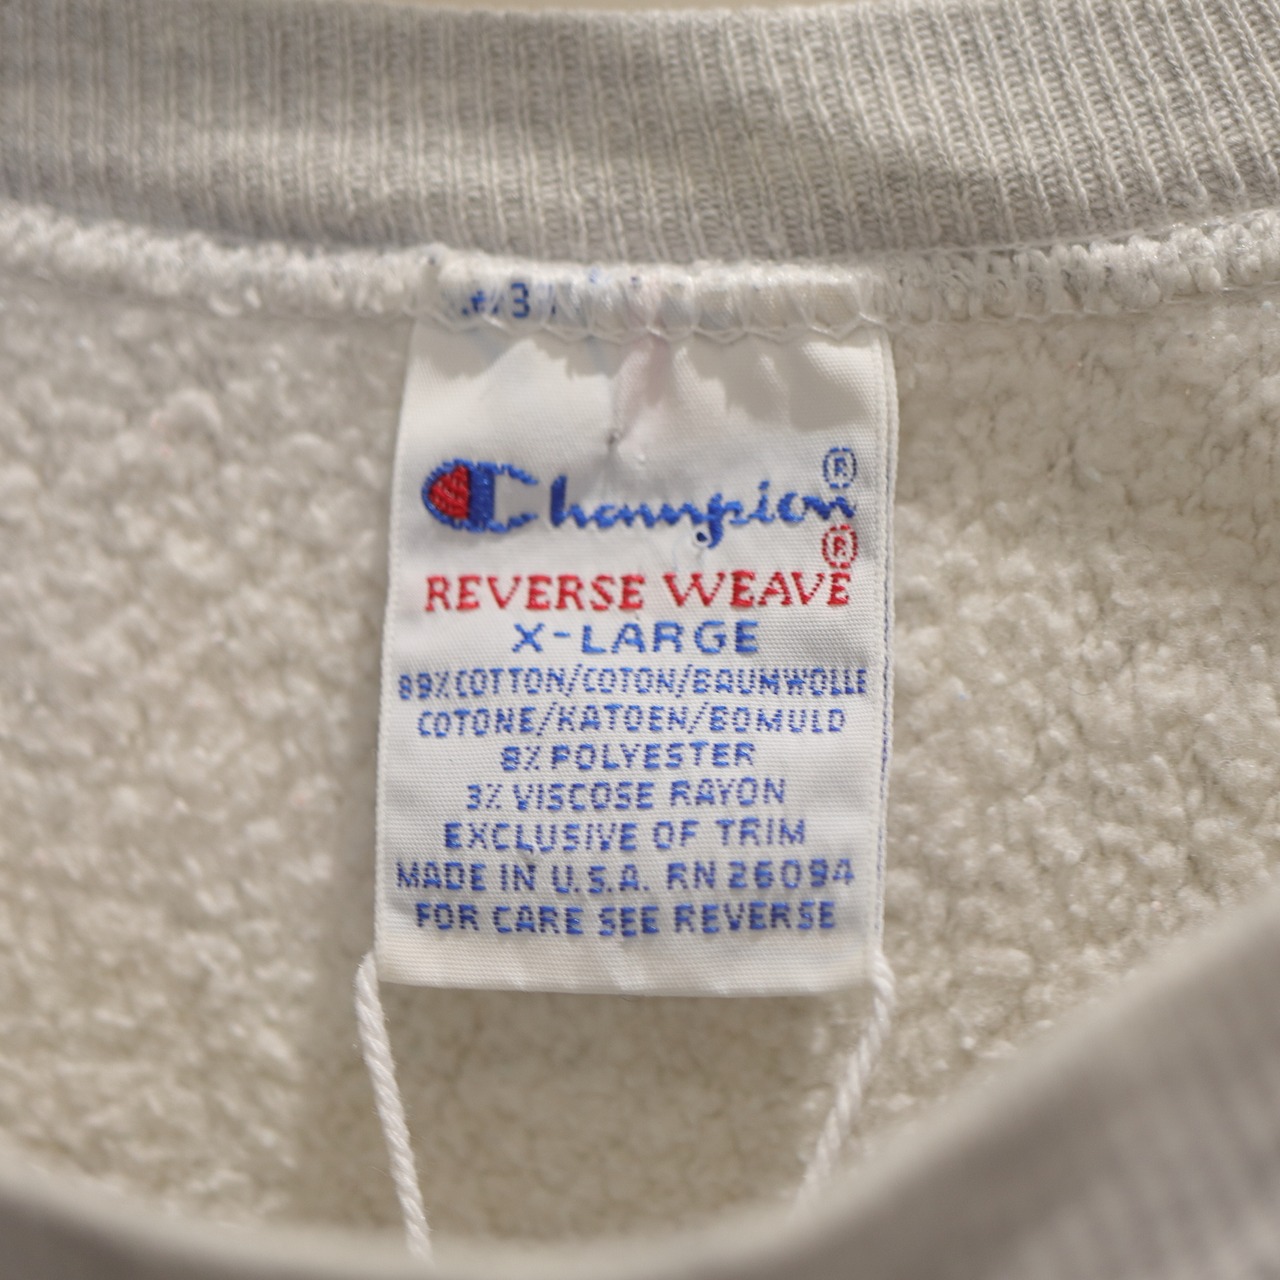 Champion®
REVERSE WEAVE®
X-LARGE
89% COTTON/COTON/BAUMWOLLE
COTONE/KATOEN/BOMULD
8% POLYESTER
3% VISCOSE RAYON
EXCLUSIVE OF TRIM
MADE IN U.S.A. RN 26094
FOR CARE SEE REVERSE